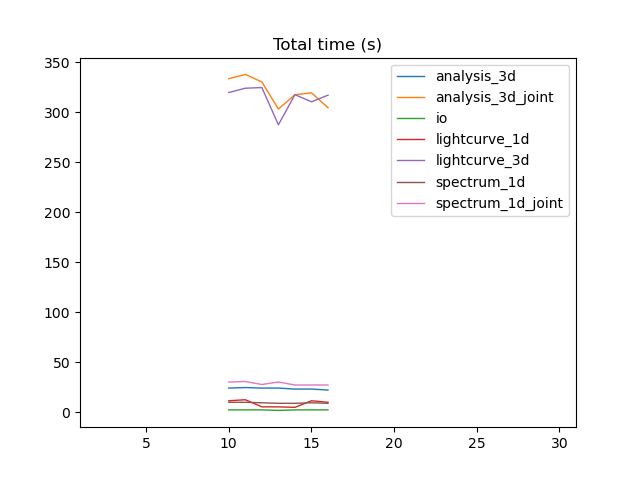 Total time (s)
350
300
250
200
150
100
50
0
5 10 15 20 25 30
analysis_3d
analysis_3d_joint
io
lightcurve_1d
lightcurve_3d
spectrum_1d
spectrum_1d_joint